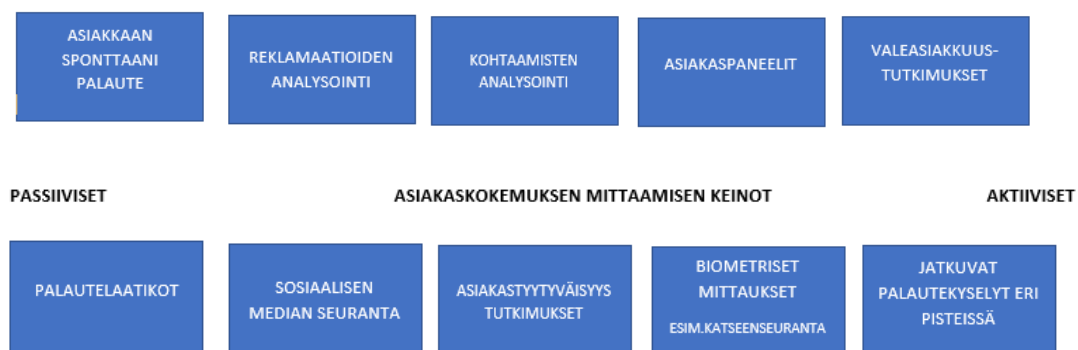 ASIAKKAAN
SPONTTAANI
PALAUTE
REKLAMAATIOIDEN
ANALYSOINTI
KOHTAAMISTEN
ANALYSOINTI
ASIAKASPANEELIT
VALEASIAKKUUS-
TUTKIMUKSET
PASSIIVISET
ASIAKASKOKEMUKSEN MITTAAMISEN KEINOT
AKTIIVISET
PALAUTELAATIKOT
SOSIAALISEN
MEDIAN SEURANTA
ASIAKASTYYTYVÄISYYS
TUTKIMUKSET
BIOMETRISET
MITTAUKSET
ESIM.KATSEENSEURANTA
JATKUVAT
PALAUTEKYSELYT ERI
PISTEISSÄ